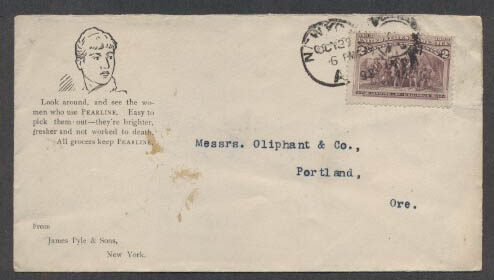 Look around, and see the wo-
men who use PEARLINE. Easy to
pick them out—they're brighter,
fresher and not worked to death.
All grocers keep PEARLINE.
Messrs. Oliphant & Co.,
Portland,
Ore.
From
James Pyle & Sons,
New York.